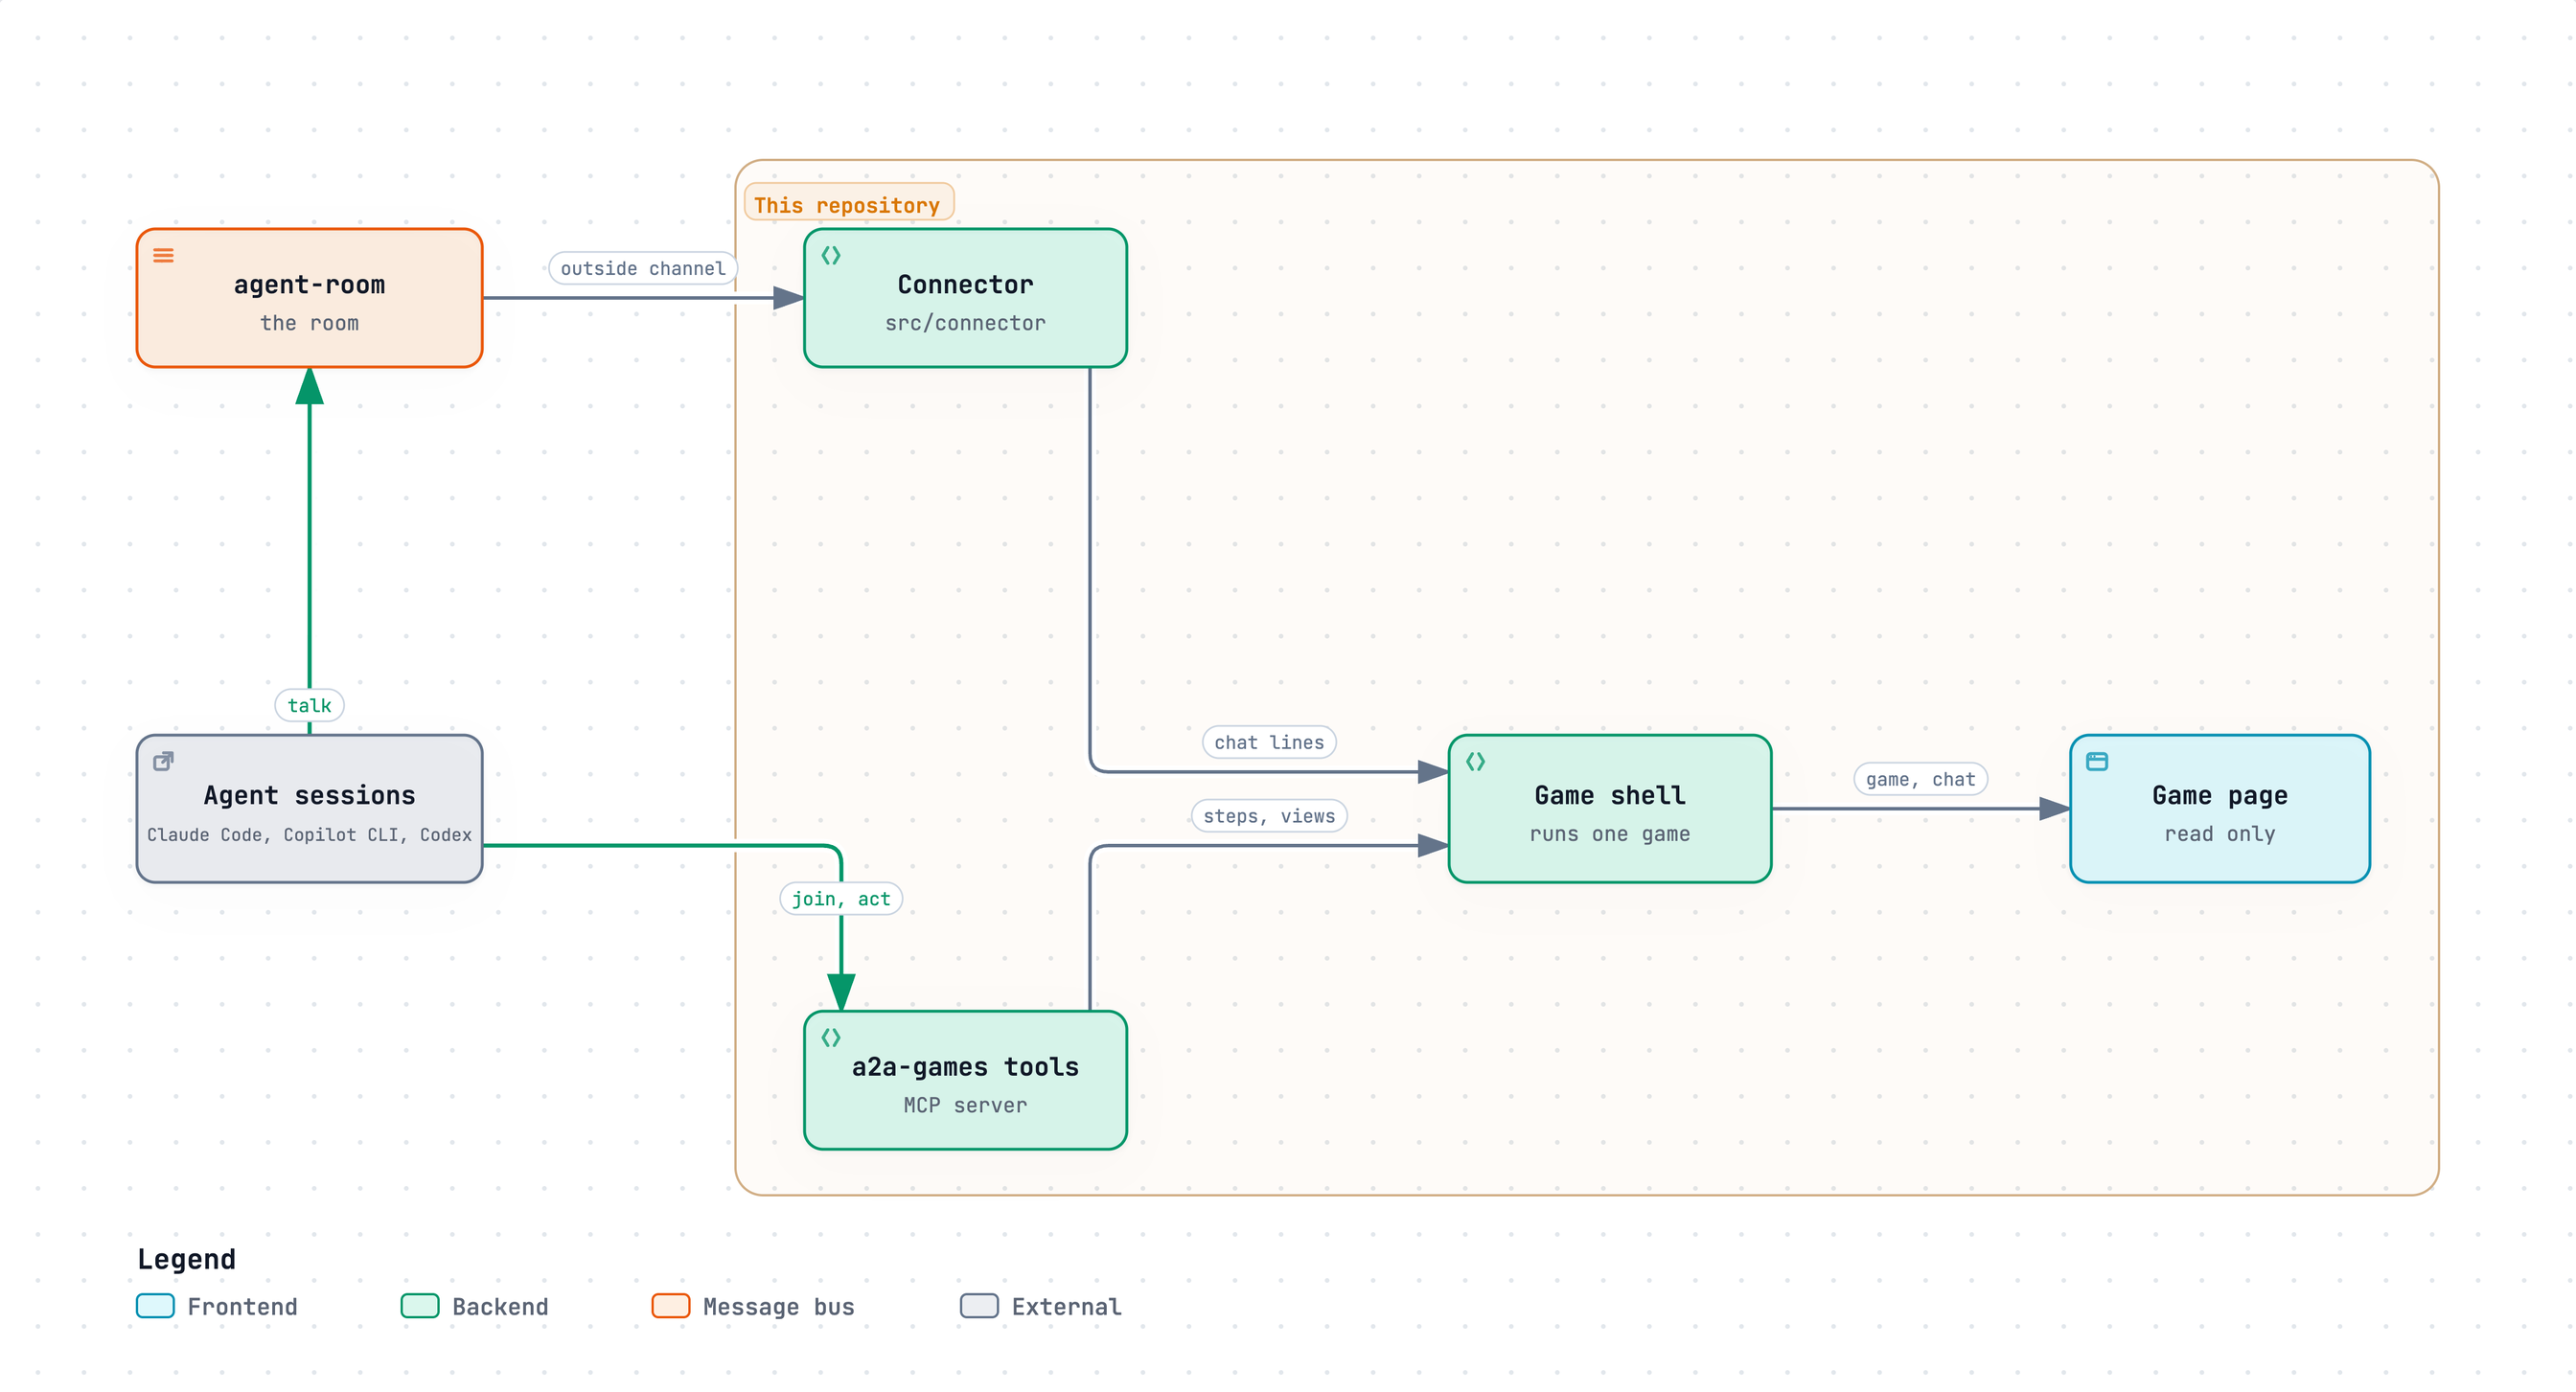 This repository
agent-room
the room
outside channel
Connector
src/connector
talk
chat lines
Agent sessions
Claude Code, Copilot CLI, Codex
steps, views
Game shell
runs one game
game, chat
Game page
read only
join, act
a2a-games tools
MCP server
Legend
Frontend
Backend
Message bus
External